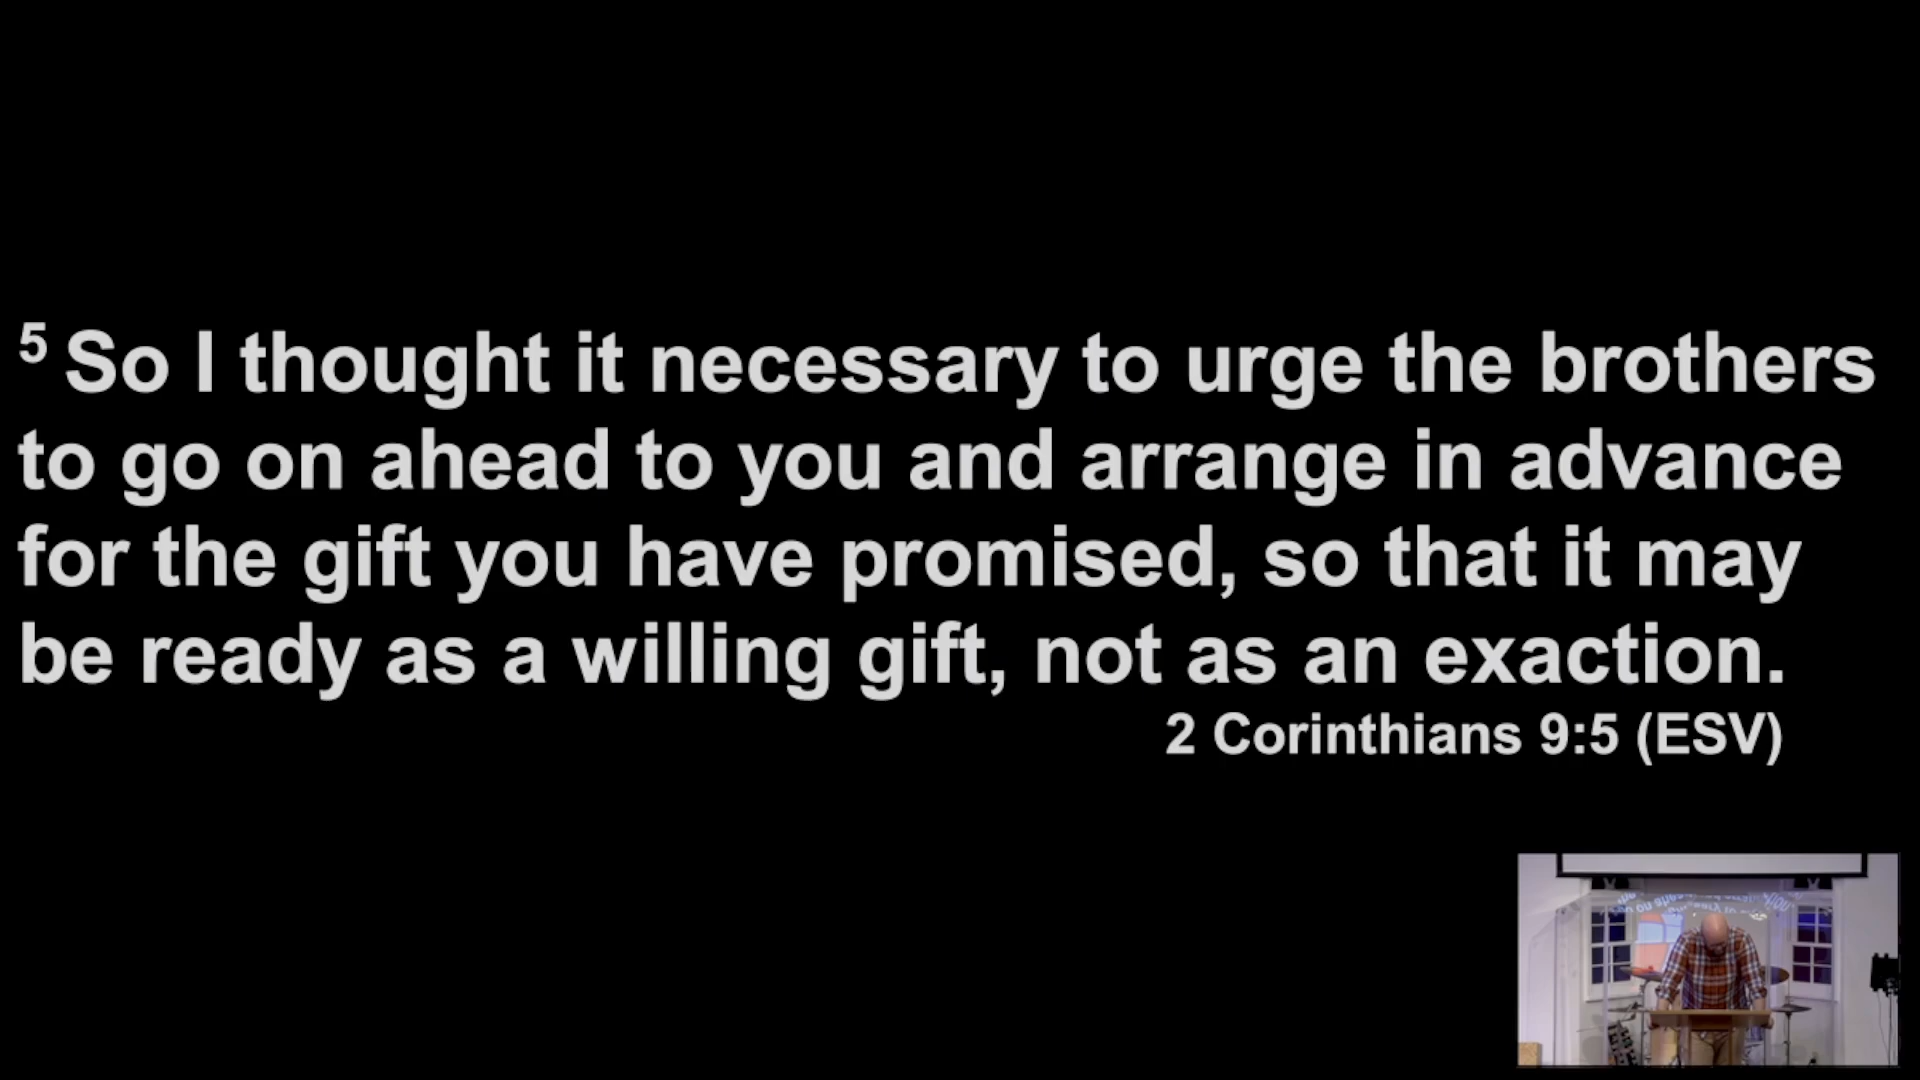 5 So I thought it necessary to urge the brothers
to go on ahead to you and arrange in advance
for the gift you have promised, so that it may
be ready as a willing gift, not as an exaction.
2 Corinthians 9:5 (ESV)